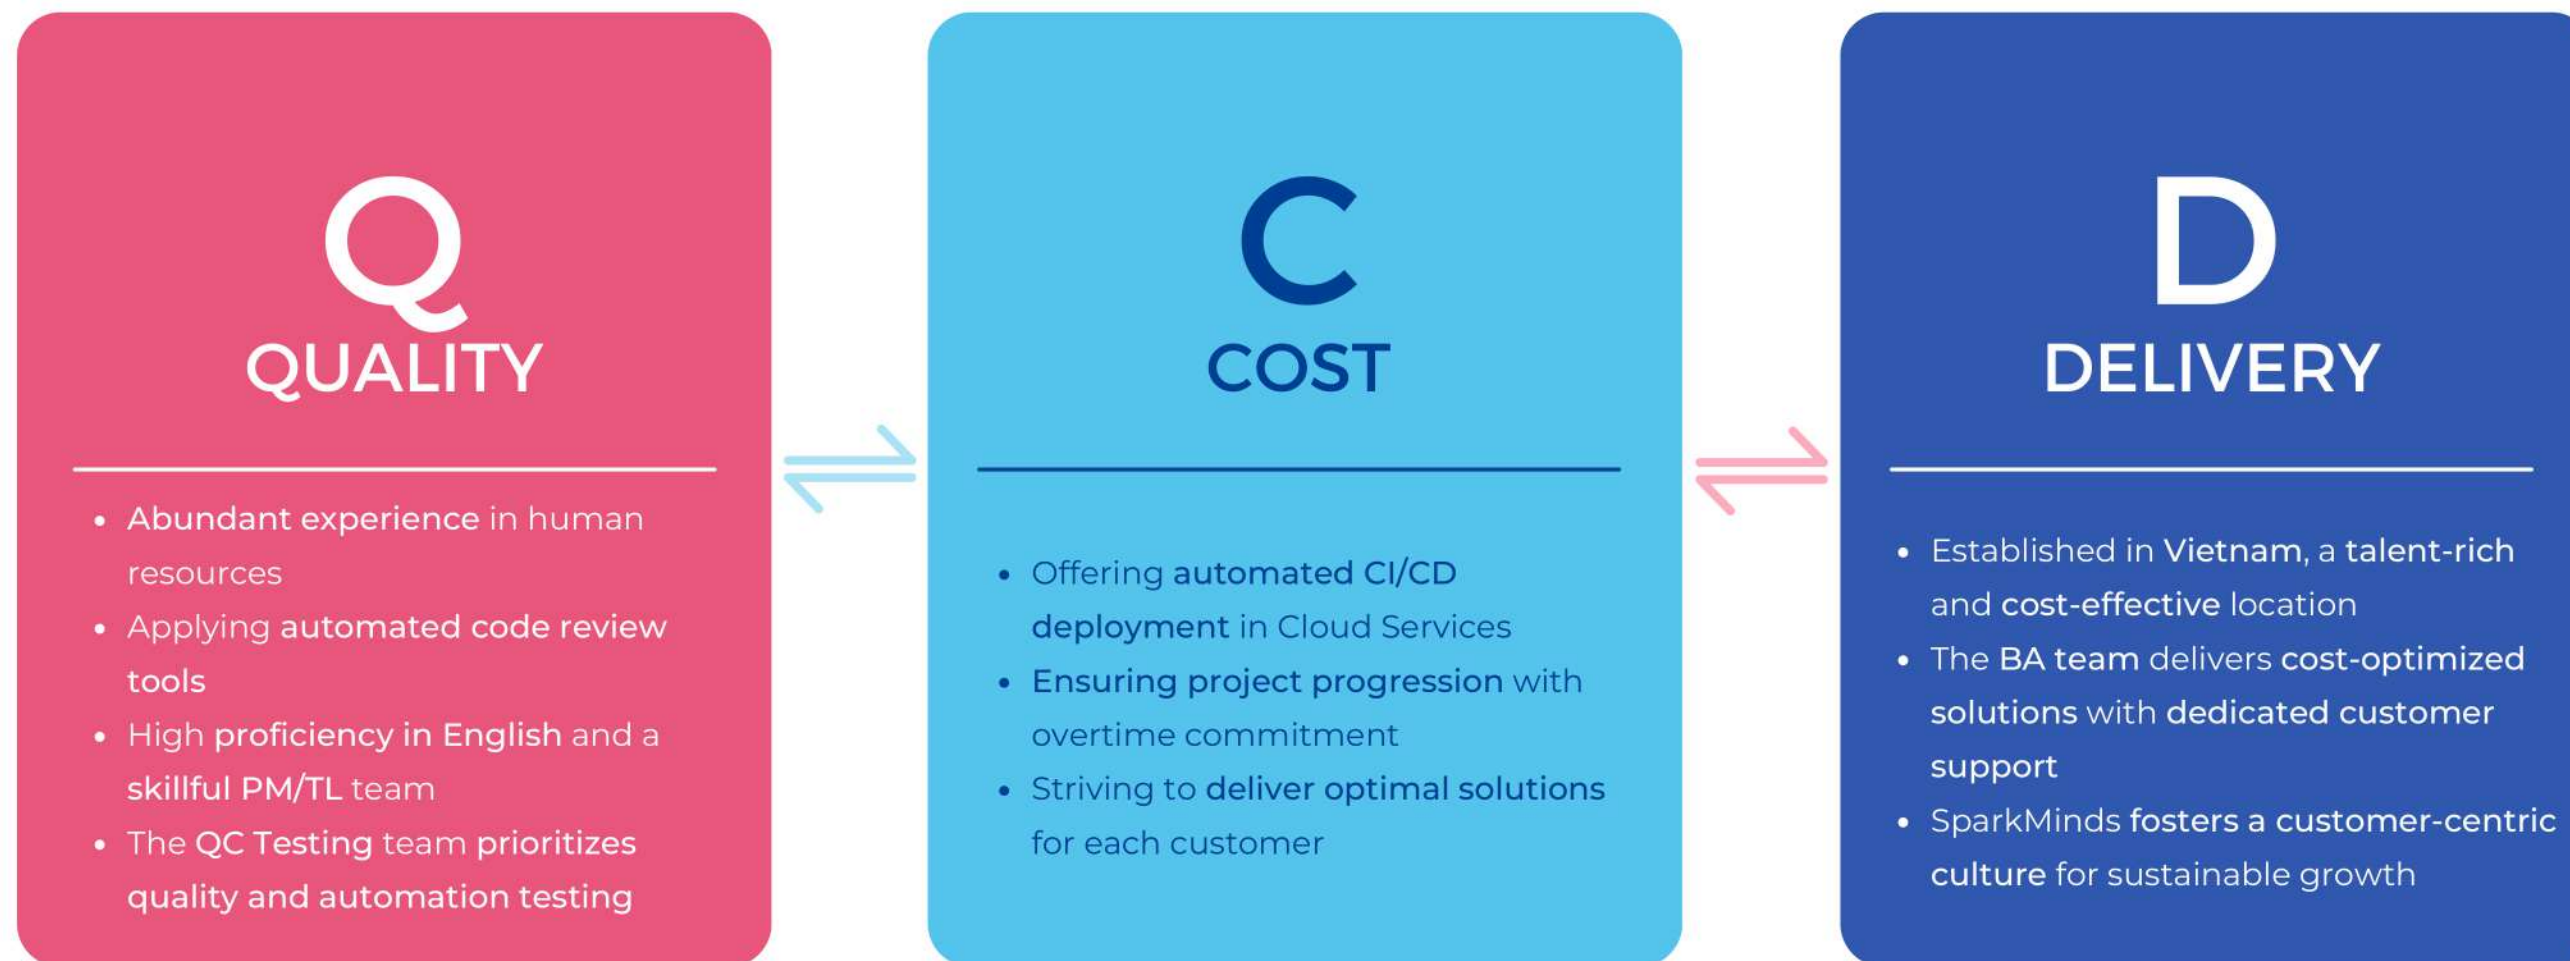 Q
QUALITY
• Abundant experience in human
resources
• Applying automated code review
tools
• High proficiency in English and a
skillful PM/TL team
• The QC Testing team prioritizes
quality and automation testing
C
COST
• Offering automated CI/CD
deployment in Cloud Services
• Ensuring project progression with
overtime commitment
• Striving to deliver optimal solutions
for each customer
D
DELIVERY
• Established in Vietnam, a talent-rich
and cost-effective location
• The BA team delivers cost-optimized
solutions with dedicated customer
support
• SparkMinds fosters a customer-centric
culture for sustainable growth